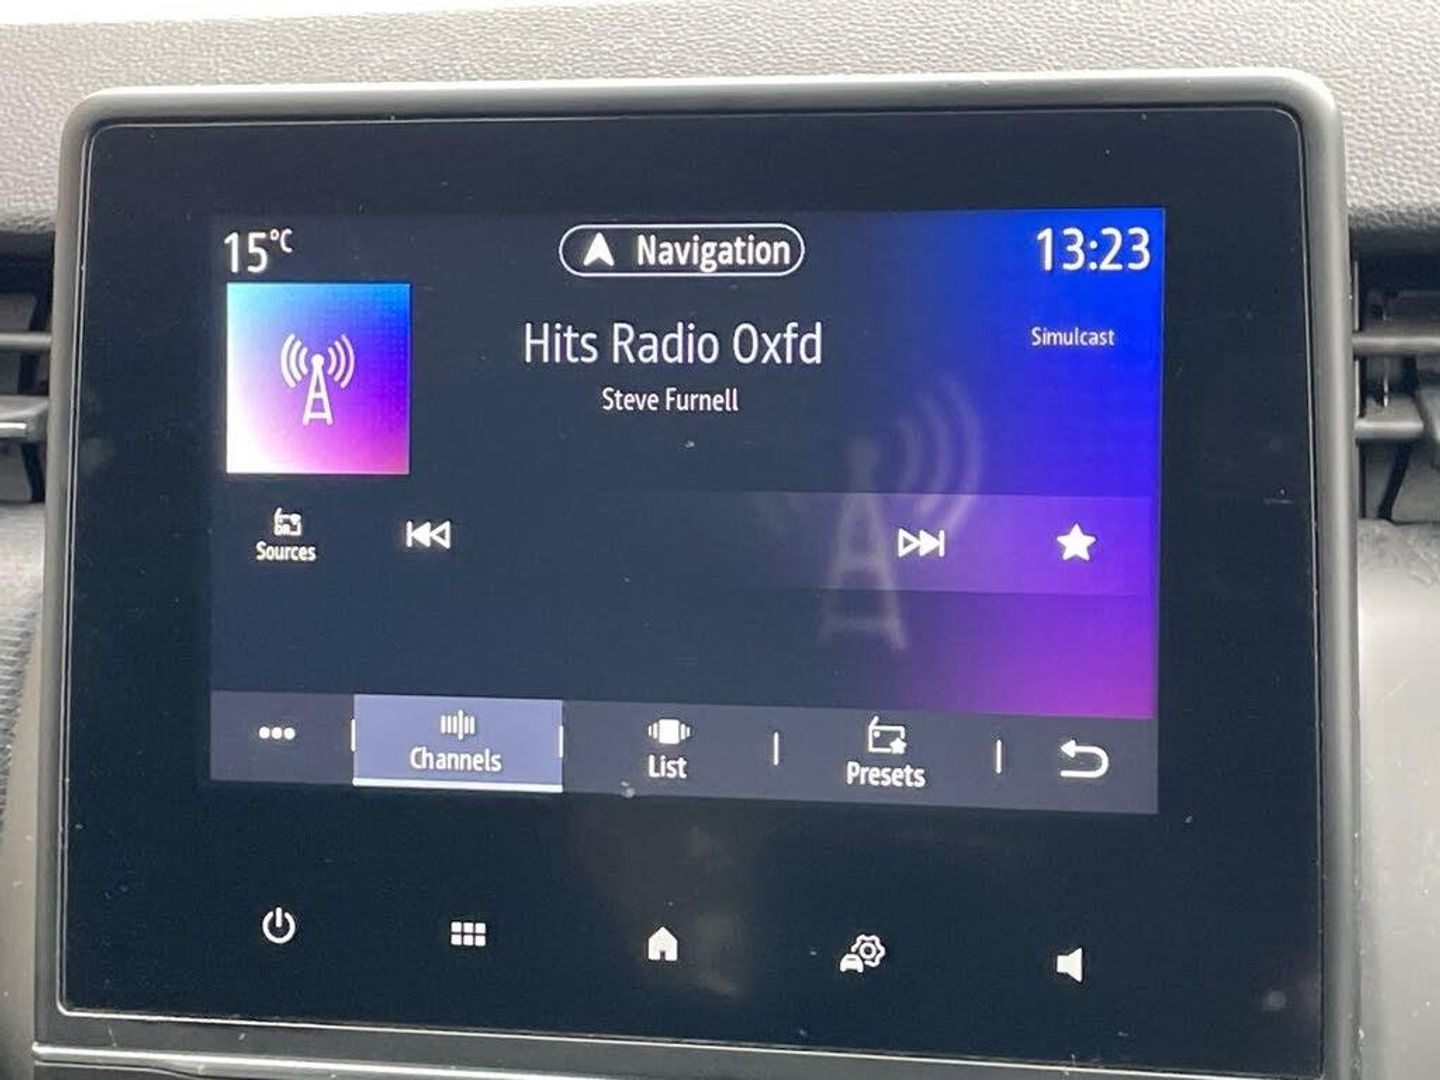 15°C
Navigation
13:23
Hits Radio Oxfd
Simulcast
Steve Furnell
Sources
Channels
List
Presets